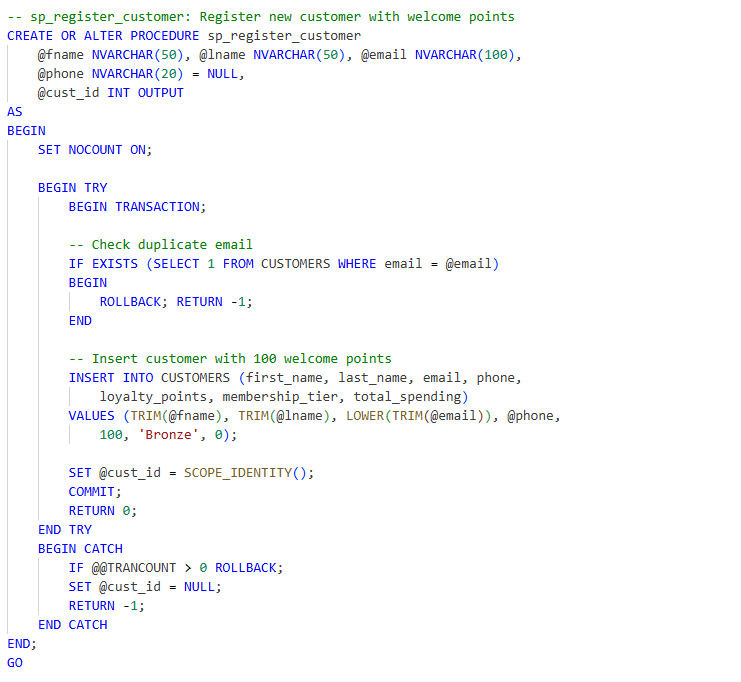 -- sp_register_customer: Register new customer with welcome points
CREATE OR ALTER PROCEDURE sp_register_customer
    @fname NVARCHAR(50), @lname NVARCHAR(50), @email NVARCHAR(100),
    @phone NVARCHAR(20) = NULL,
    @cust_id INT OUTPUT
AS
BEGIN
    SET NOCOUNT ON;

    BEGIN TRY
        BEGIN TRANSACTION;

        -- Check duplicate email
        IF EXISTS (SELECT 1 FROM CUSTOMERS WHERE email = @email)
        BEGIN
            ROLLBACK; RETURN -1;
        END

        -- Insert customer with 100 welcome points
        INSERT INTO CUSTOMERS (first_name, last_name, email, phone,
            loyalty_points, membership_tier, total_spending)
        VALUES (TRIM(@fname), TRIM(@lname), LOWER(TRIM(@email)), @phone,
            100, 'Bronze', 0);

        SET @cust_id = SCOPE_IDENTITY();
        COMMIT;
        RETURN 0;
    END TRY
    BEGIN CATCH
        IF @@TRANCOUNT > 0 ROLLBACK;
        SET @cust_id = NULL;
        RETURN -1;
    END CATCH
END;
GO